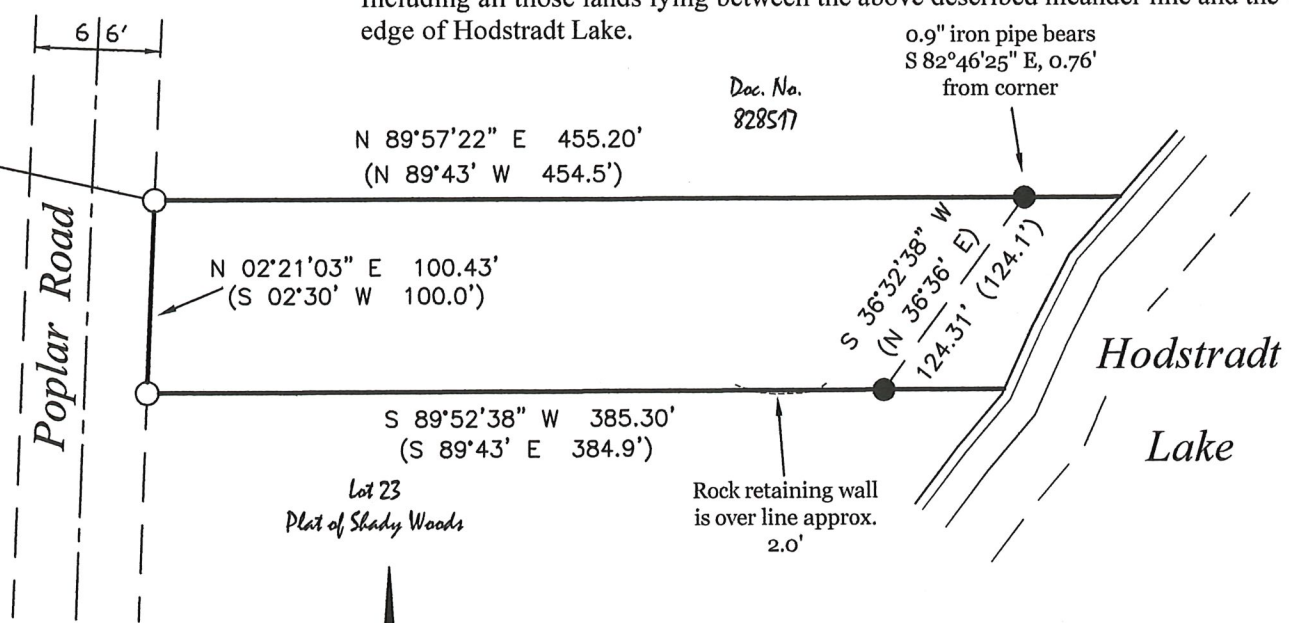 Including all those lands lying between the above described meander line and the
edge of Hodstradt Lake.
66'
0.9" iron pipe bears
S 82°46'25" E, 0.76'
from corner
Doc. No.
828517
N 89°57'22" E 455.20'
(N 89°43' W 454.5')
Poplar Road
N 02°21'03" E 100.43'
(S 02°30' W 100.0')
S 36°32'38" W
(N 36°36' E)
124.31' (124.1')
Hodstradt
Lake
S 89°52'38" W 385.30'
(S 89°43' E 384.9')
Lot 23
Plat of Shady Woods
Rock retaining wall
is over line approx.
2.0'